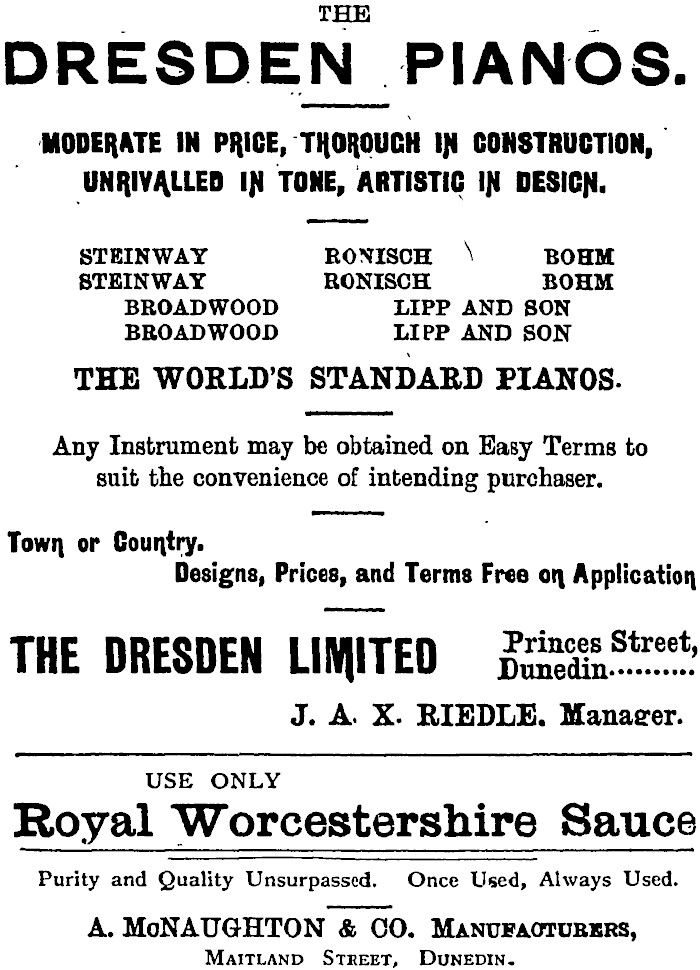 THE
DRESDEN PIANOS.
MODERATE IN PRICE, THOROUGH IN CONSTRUCTION,
UNRIVALLED IN TONE, ARTISTIC IN DESIGN.
STEINWAY RONISCH BOHM
STEINWAY RONISCH BOHM
BROADWOOD LIPP AND SON
BROADWOOD LIPP AND SON
THE WORLD'S STANDARD PIANOS.
Any Instrument may be obtained on Easy Terms to
suit the convenience of intending purchaser.
Town or Country.
Designs, Prices, and Terms Free on Application
THE DRESDEN LIMITED Princes Street,
Dunedin..........
J. A. X. RIEDLE. Manager.
USE ONLY
Royal Worcestershire Sauce
Purity and Quality Unsurpassed. Once Used, Always Used.
A. McNAUGHTON & CO. MANUFACTURERS,
MAITLAND STREET, DUNEDIN.